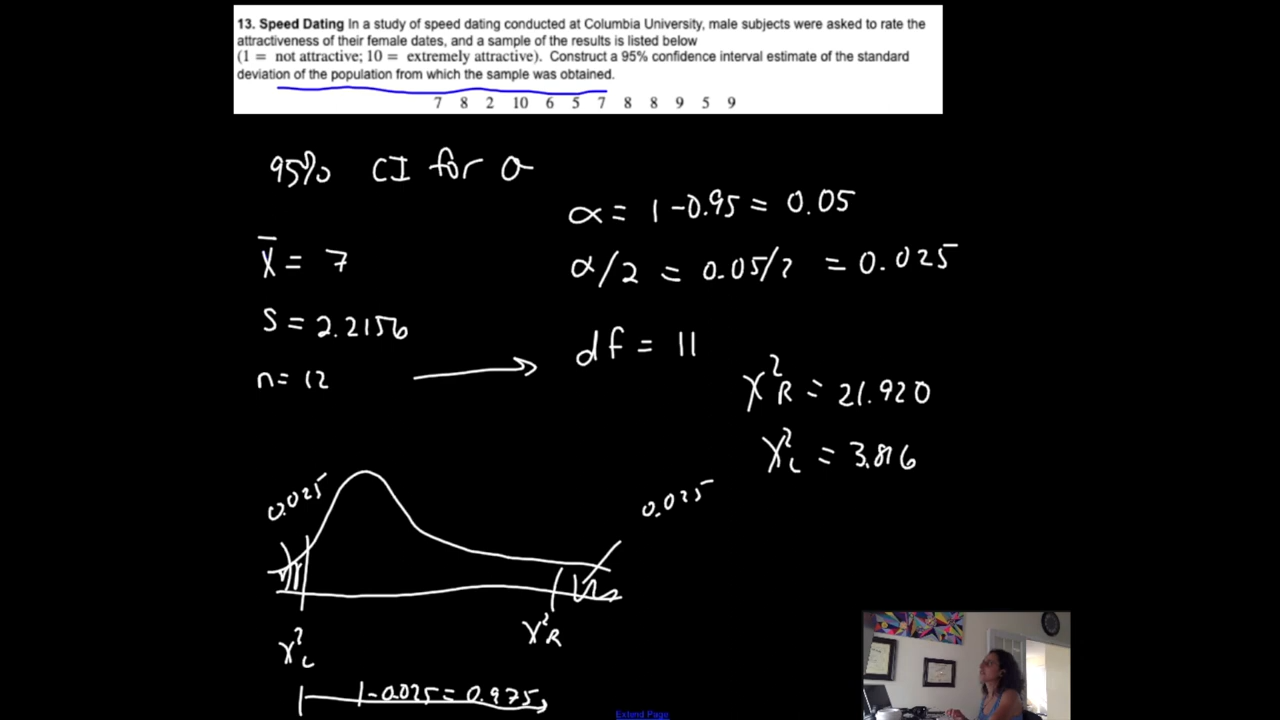 13. Speed Dating In a study of speed dating conducted at Columbia University, male subjects were asked to rate the
attractiveness of their female dates, and a sample of the results is listed below
(1 = not attractive; 10 = extremely attractive). Construct a 95% confidence interval estimate of the standard
deviation of the population from which the sample was obtained.
7 8 2 10 6 5 7 8 8 9 5 9
95% CI for σ
α = 1 - 0.95 = 0.05
x̄ = 7
α/2 = 0.05/2 = 0.025
S = 2.2156
df = 11
n = 12
χ²R = 21.920
χ²L = 3.816
0.025
0.025
χ²L
χ²R
1 - 0.025 = 0.975
Extend Page